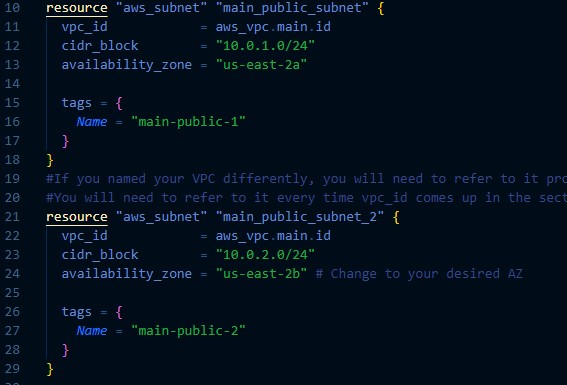 10 resource "aws_subnet" "main_public_subnet" {
11 vpc_id = aws_vpc.main.id
12 cidr_block = "10.0.1.0/24"
13 availability_zone = "us-east-2a"
14
15 tags = {
16 Name = "main-public-1"
17 }
18 }
19 #If you named your VPC differently, you will need to refer to it pro
20 #You will need to refer to it every time vpc_id comes up in the sect
21 resource "aws_subnet" "main_public_subnet_2" {
22 vpc_id = aws_vpc.main.id
23 cidr_block = "10.0.2.0/24"
24 availability_zone = "us-east-2b" # Change to your desired AZ
25
26 tags = {
27 Name = "main-public-2"
28 }
29 }